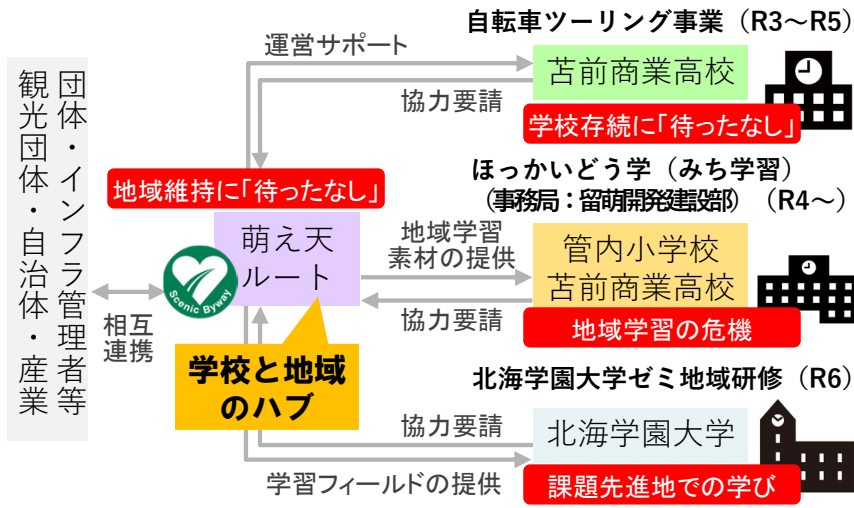 自転車ツーリング事業（R3～R5）
運営サポート
苫前商業高校
協力要請
学校存続に「待ったなし」
団体・インフラ管理者等
観光団体・自治体・産業
地域維持に「待ったなし」
ほっかいどう学（みち学習）
（事務局：留萌開発建設部）（R4～）
萌え天
ルート
Scenic Byway
地域学習
素材の提供
管内小学校
苫前商業高校
協力要請
地域学習の危機
相互
連携
学校と地域
のハブ
北海学園大学ゼミ地域研修（R6）
協力要請
北海学園大学
学習フィールドの提供
課題先進地での学び